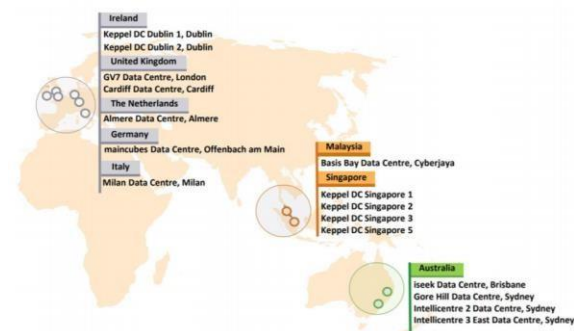 Ireland
Keppel DC Dublin 1, Dublin
Keppel DC Dublin 2, Dublin
United Kingdom
GV7 Data Centre, London
Cardiff Data Centre, Cardiff
The Netherlands
Almere Data Centre, Almere
Germany
maincubes Data Centre, Offenbach am Main
Italy
Milan Data Centre, Milan
Malaysia
Basis Bay Data Centre, Cyberjaya
Singapore
Keppel DC Singapore 1
Keppel DC Singapore 2
Keppel DC Singapore 3
Keppel DC Singapore 5
Australia
iseek Data Centre, Brisbane
Gore Hill Data Centre, Sydney
Intellicentre 2 Data Centre, Sydney
Intellicentre 3 East Data Centre, Sydney